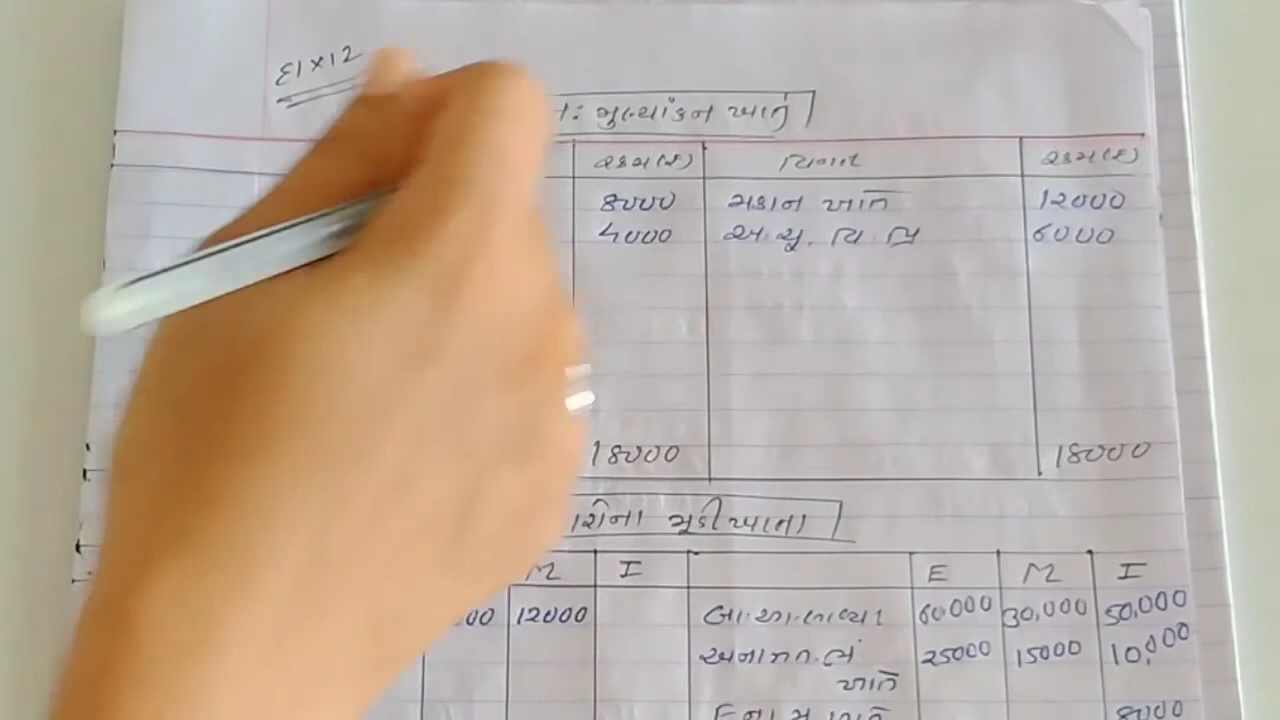 દા×12
ન: મુલ્યાંકન ખાતું
રકમ(₹) વિગત રકમ(₹)
8000 મકાન ખાતે 12000
4000 અ. ચૂ. વિ. 6000
18000 18000
રોના મૂડી ખાતા
M I E M I
00 12000 બા. આ. લાવ્યા 60000 30,000 50,000
અનામત ભં 25000 15000 10,000
ખાતે
8000